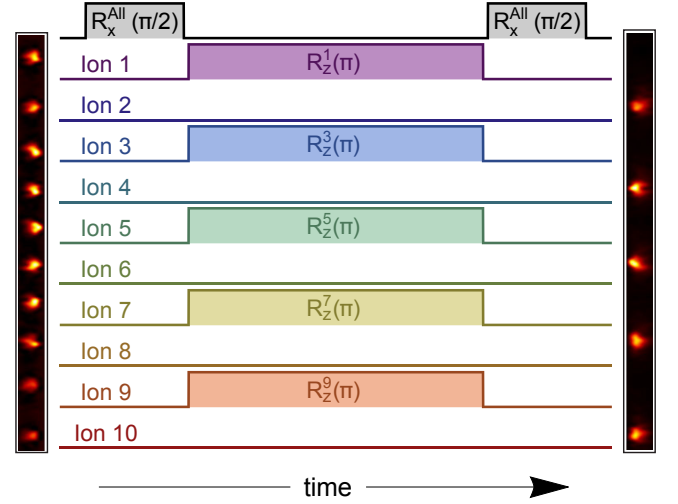 R_x^All (π/2) R_x^All (π/2)
Ion 1 R_z^1(π)
Ion 2
Ion 3 R_z^3(π)
Ion 4
Ion 5 R_z^5(π)
Ion 6
Ion 7 R_z^7(π)
Ion 8
Ion 9 R_z^9(π)
Ion 10
time